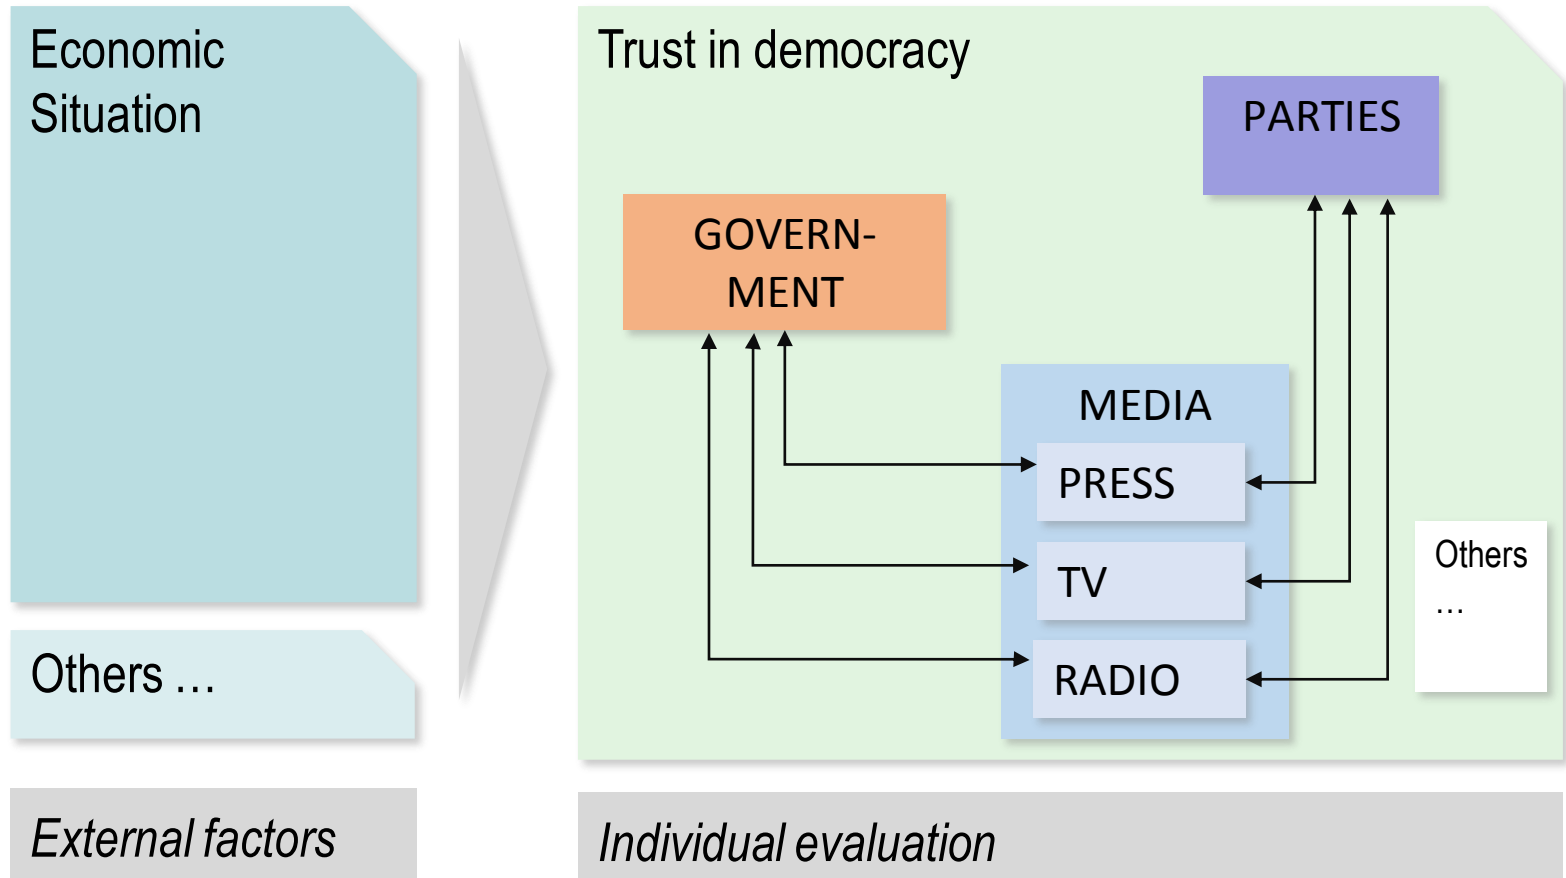 Economic
Situation
Others …
External factors
Trust in democracy
PARTIES
GOVERN-
MENT
MEDIA
PRESS
TV
RADIO
Others
…
Individual evaluation